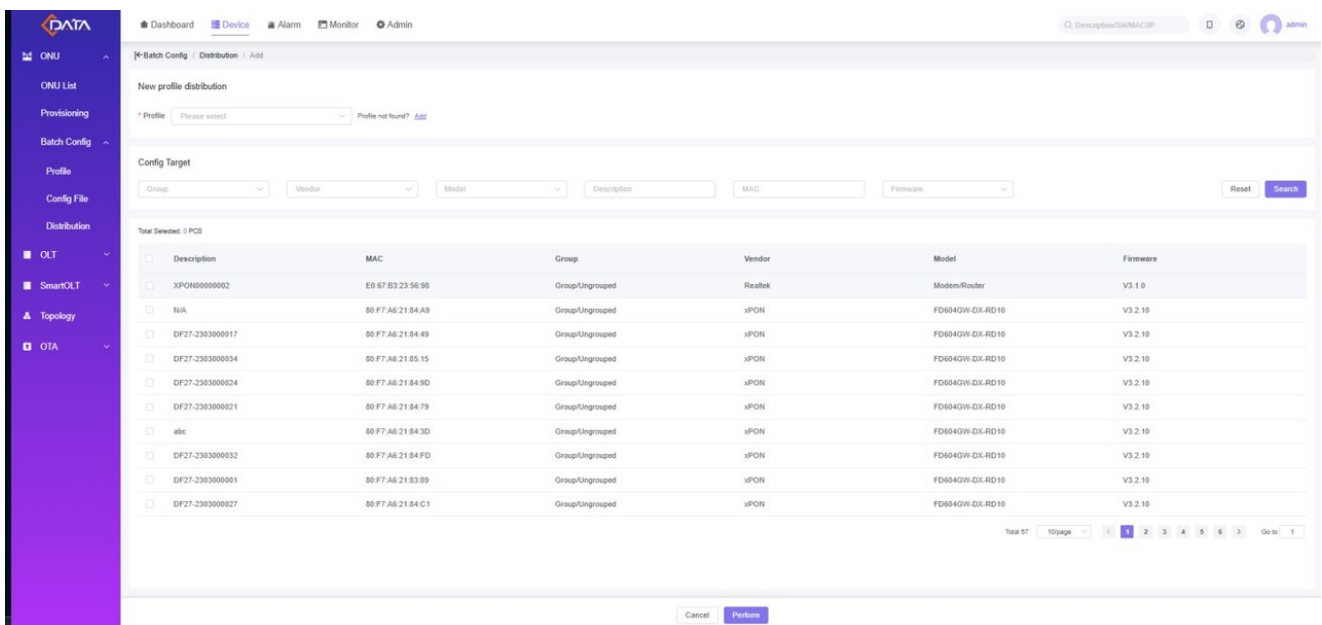 CDATA
Dashboard Device Alarm Monitor Admin
Description/SN/MAC/IP
admin
ONU
ONU List
Provisioning
Batch Config
Profile
Config File
Distribution
OLT
SmartOLT
Topology
OTA
Batch Config / Distribution / Add
New profile distribution
* Profile Please select Profile not found? Add
Config Target
Group Vendor Model Description MAC Firmware Reset Search
Total Selected: 0 PCS
Description MAC Group Vendor Model Firmware
XPON00000002 E0:67:B3:23:56:98 Group/Ungrouped Realtek Modem/Router V3.1.0
N/A 80:F7:A6:21:84:A9 Group/Ungrouped xPON FD604GW-DX-RD10 V3.2.10
DF27-2303000017 80:F7:A6:21:84:49 Group/Ungrouped xPON FD604GW-DX-RD10 V3.2.10
DF27-2303000034 80:F7:A6:21:85:15 Group/Ungrouped xPON FD604GW-DX-RD10 V3.2.10
DF27-2303000024 80:F7:A6:21:84:9D Group/Ungrouped xPON FD604GW-DX-RD10 V3.2.10
DF27-2303000021 80:F7:A6:21:84:79 Group/Ungrouped xPON FD604GW-DX-RD10 V3.2.10
abc 80:F7:A6:21:84:3D Group/Ungrouped xPON FD604GW-DX-RD10 V3.2.10
DF27-2303000032 80:F7:A6:21:84:FD Group/Ungrouped xPON FD604GW-DX-RD10 V3.2.10
DF27-2303000001 80:F7:A6:21:83:89 Group/Ungrouped xPON FD604GW-DX-RD10 V3.2.10
DF27-2303000027 80:F7:A6:21:84:C1 Group/Ungrouped xPON FD604GW-DX-RD10 V3.2.10
Total 57 10/page < 1 2 3 4 5 6 > Go to 1
Cancel Perform